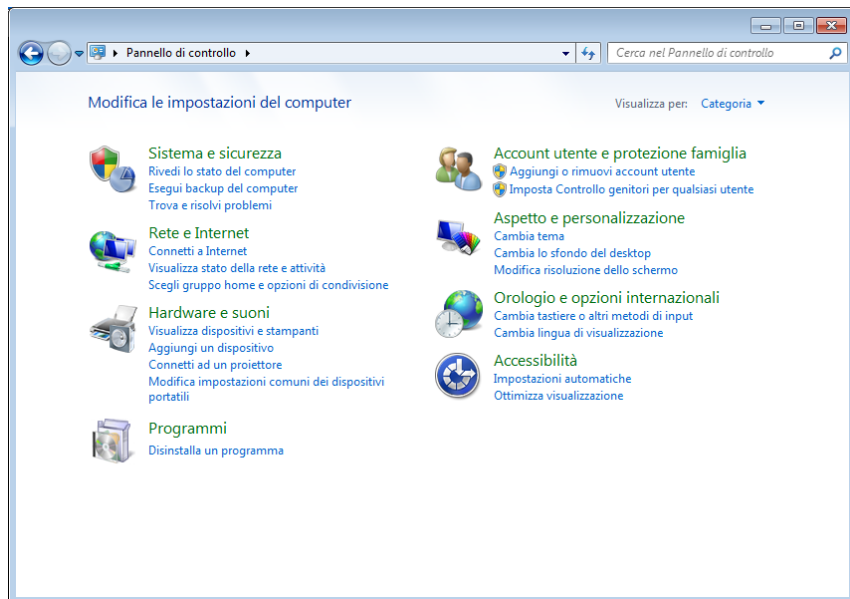 Pannello di controllo
Cerca nel Pannello di controllo
Modifica le impostazioni del computer
Visualizza per: Categoria
Sistema e sicurezza
Rivedi lo stato del computer
Esegui backup del computer
Trova e risolvi problemi
Rete e Internet
Connetti a Internet
Visualizza stato della rete e attività
Scegli gruppo home e opzioni di condivisione
Hardware e suoni
Visualizza dispositivi e stampanti
Aggiungi un dispositivo
Connetti ad un proiettore
Modifica impostazioni comuni dei dispositivi
portatili
Programmi
Disinstalla un programma
Account utente e protezione famiglia
Aggiungi o rimuovi account utente
Imposta Controllo genitori per qualsiasi utente
Aspetto e personalizzazione
Cambia tema
Cambia lo sfondo del desktop
Modifica risoluzione dello schermo
Orologio e opzioni internazionali
Cambia tastiere o altri metodi di input
Cambia lingua di visualizzazione
Accessibilità
Impostazioni automatiche
Ottimizza visualizzazione